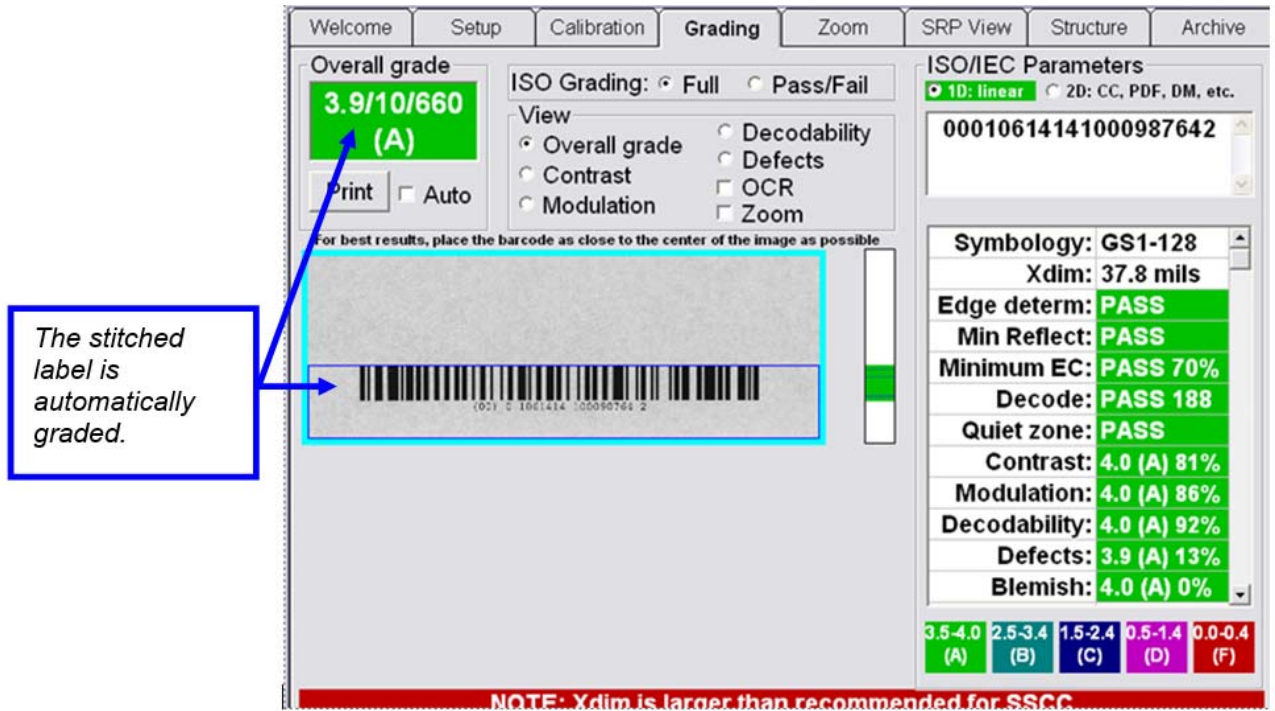 Welcome Setup Calibration Grading Zoom SRP View Structure Archive
Overall grade
3.9/10/660
(A)
Print Auto
ISO Grading: Full Pass/Fail
View
Overall grade
Contrast
Modulation
Decodability
Defects
OCR
Zoom
For best results, place the barcode as close to the center of the image as possible
The stitched
label is
automatically
graded.
ISO/IEC Parameters
1D: linear 2D: CC, PDF, DM, etc.
00010614141000987642
Symbology: GS1-128
Xdim: 37.8 mils
Edge determ: PASS
Min Reflect: PASS
Minimum EC: PASS 70%
Decode: PASS 188
Quiet zone: PASS
Contrast: 4.0 (A) 81%
Modulation: 4.0 (A) 86%
Decodability: 4.0 (A) 92%
Defects: 3.9 (A) 13%
Blemish: 4.0 (A) 0%
3.5-4.0 2.5-3.4 1.5-2.4 0.5-1.4 0.0-0.4
(A) (B) (C) (D) (F)
NOTE: Xdim is larger than recommended for SSCC